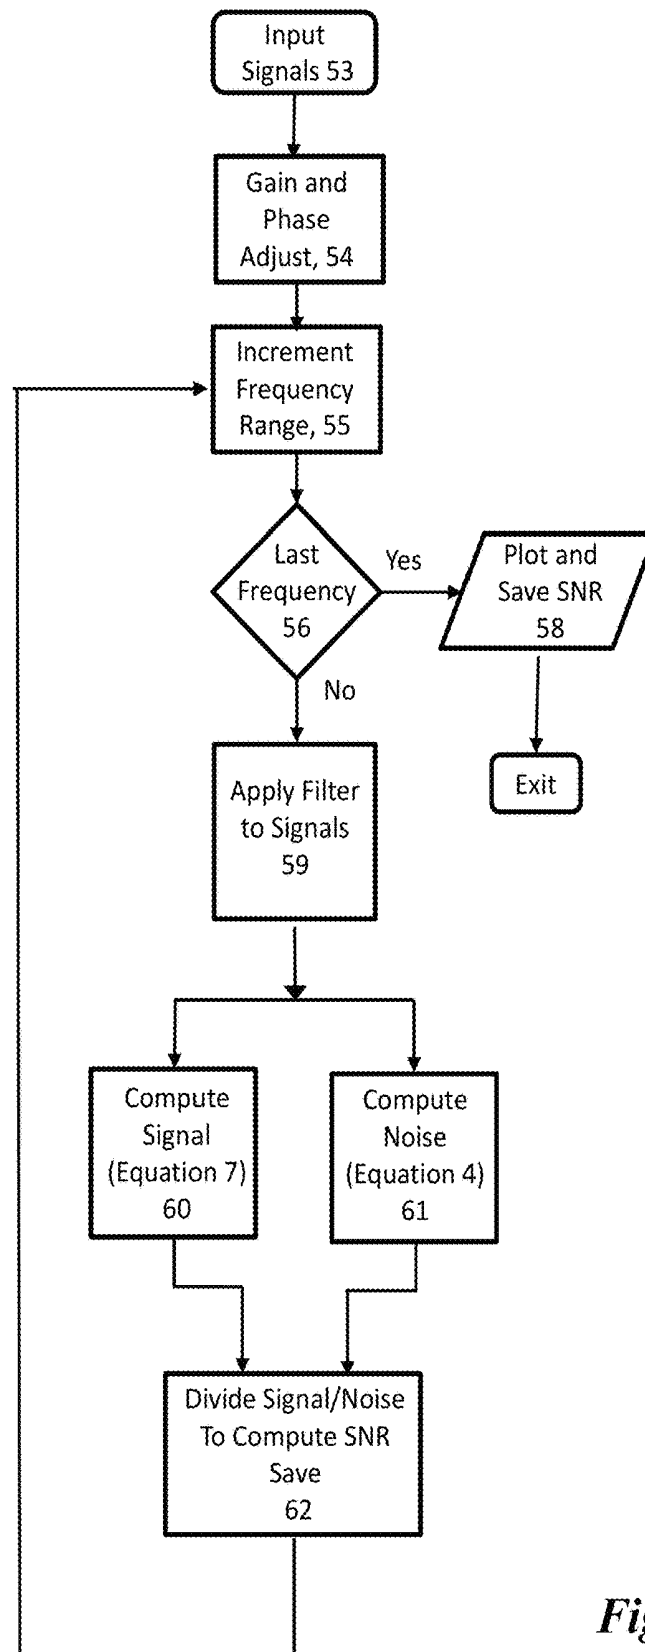 Input
Signals 53
Gain and
Phase
Adjust, 54
Increment
Frequency
Range, 55
Last
Frequency
56
Yes
Plot and
Save SNR
58
No
Exit
Apply Filter
to Signals
59
Compute
Signal
(Equation 7)
60
Compute
Noise
(Equation 4)
61
Divide Signal/Noise
To Compute SNR
Save
62